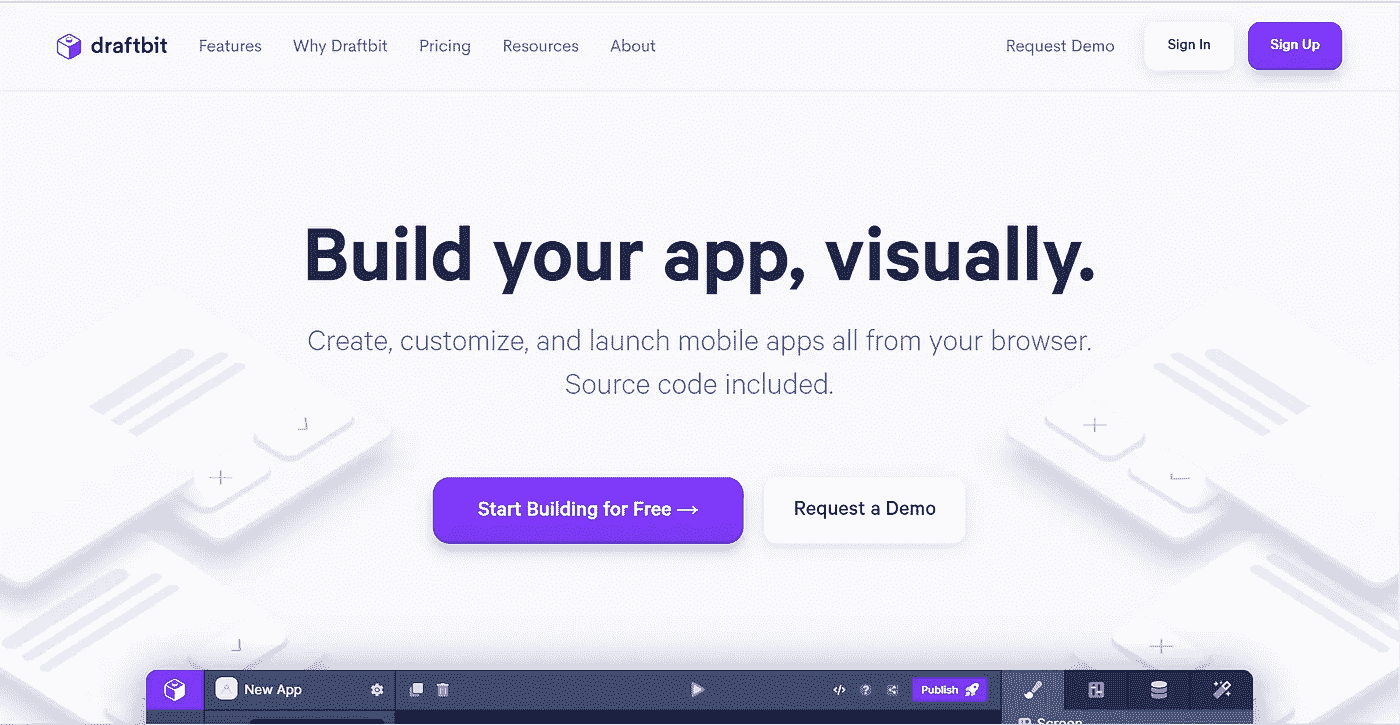 draftbit Features Why Draftbit Pricing Resources About Request Demo Sign In Sign Up
Build your app, visually.
Create, customize, and launch mobile apps all from your browser.
Source code included.
Start Building for Free → Request a Demo
New App </> ? Publish
Screen